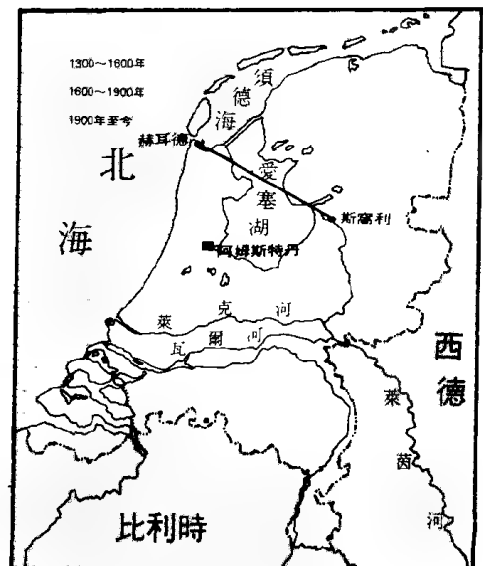 1300～1600年
1600～1900年
1900年至今
須德海
赫耳德
北海
愛塞湖
斯窩利
阿姆斯特丹
萊克河
瓦爾河
西德
萊茵河
比利時